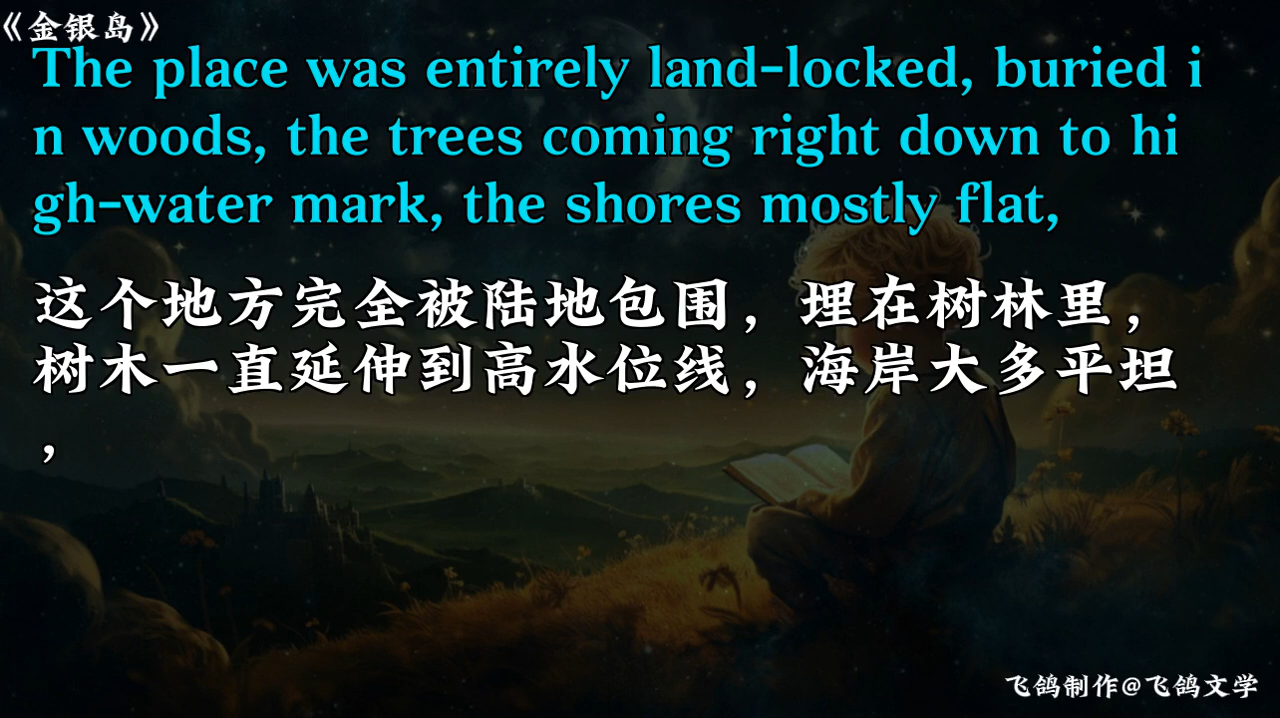 《金银岛》
The place was entirely land-locked, buried i
n woods, the trees coming right down to hi
gh-water mark, the shores mostly flat,
这个地方完全被陆地包围，埋在树林里，
树木一直延伸到高水位线，海岸大多平坦
，
飞鸽制作@飞鸽文学